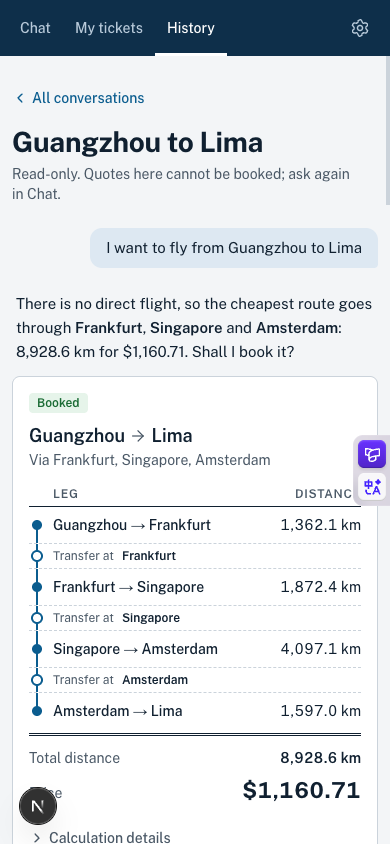 Chat My tickets History
All conversations
Guangzhou to Lima
Read-only. Quotes here cannot be booked; ask again
in Chat.
I want to fly from Guangzhou to Lima
There is no direct flight, so the cheapest route goes
through Frankfurt, Singapore and Amsterdam:
8,928.6 km for $1,160.71. Shall I book it?
Booked
Guangzhou → Lima
Via Frankfurt, Singapore, Amsterdam
LEG
Guangzhou → Frankfurt 1,362.1 km
Transfer at Frankfurt
Frankfurt → Singapore 1,872.4 km
Transfer at Singapore
Singapore → Amsterdam 4,097.1 km
Transfer at Amsterdam
Amsterdam → Lima 1,597.0 km
Total distance 8,928.6 km
$1,160.71
N
Calculation details